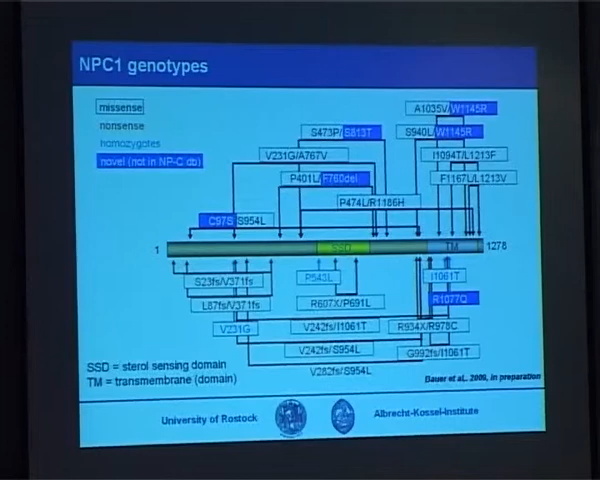 NPC1 genotypes
missense
nonsense
homozygotes
novel (not in NP-C db)
A1035V/W1145R
S473P/S813T
S940L/W1145R
V231G/A767V
I1094T/L1213F
P401L/F760del
F1167L/L1213V
P474L/R1186H
C97S/S954L
1
SSD
TM
1278
S23fs/V371fs
P543L
I1061T
L87fs/V371fs
R607X/P691L
R1077Q
V231G
V242fs/I1061T
R934X/R978C
V242fs/S954L
G992fs/I1061T
V282fs/S954L
SSD = sterol sensing domain
TM = transmembrane (domain)
Bauer et al., 2006, in preparation
University of Rostock
Albrecht-Kossel-Institute